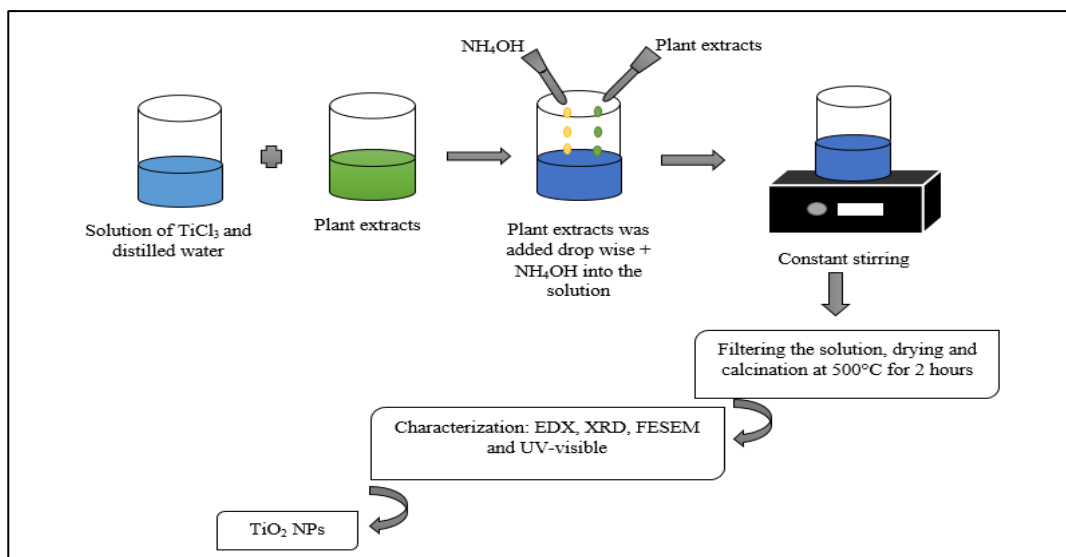 NH₄OH
Plant extracts
Solution of TiCl₃ and
distilled water
Plant extracts
Plant extracts was
added drop wise +
NH₄OH into the
solution
Constant stirring
Filtering the solution, drying and
calcination at 500°C for 2 hours
Characterization: EDX, XRD, FESEM
and UV-visible
TiO₂ NPs